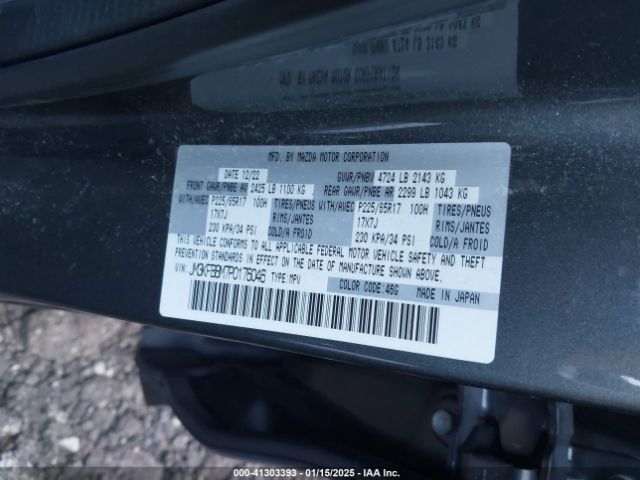 MFD. BY MAZDA MOTOR CORPORATION
DATE 12/22 GVWR/PNBV 4724 LB 2143 KG
FRONT GAWR/PNBE AV 2425 LB 1100 KG REAR GAWR/PNBE AR 2299 LB 1043 KG
WITH/AVEC P225/65R17 100H TIRES/PNEUS WITH/AVEC P225/65R17 100H TIRES/PNEUS
17X7J RIMS/JANTES 17X7J RIMS/JANTES
230 KPA/34 PSI COLD/A FROID 230 KPA/34 PSI COLD/A FROID
THIS VEHICLE CONFORMS TO ALL APPLICABLE FEDERAL MOTOR VEHICLE SAFETY AND THEFT
PREVENTION STANDARDS IN EFFECT ON THE DATE OF MANUFACTURE SHOWN ABOVE.
VIN: JM3KFBBM7P0176046 TYPE: MPV
COLOR CODE 46G MADE IN JAPAN
000-41303393 - 01/15/2025 - IAA Inc.